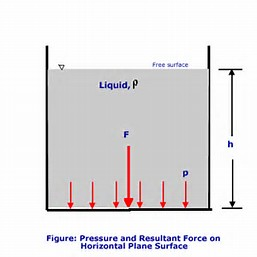 Free surface
Liquid, ρ
F
h
p
Figure: Pressure and Resultant Force on
Horizontal Plane Surface